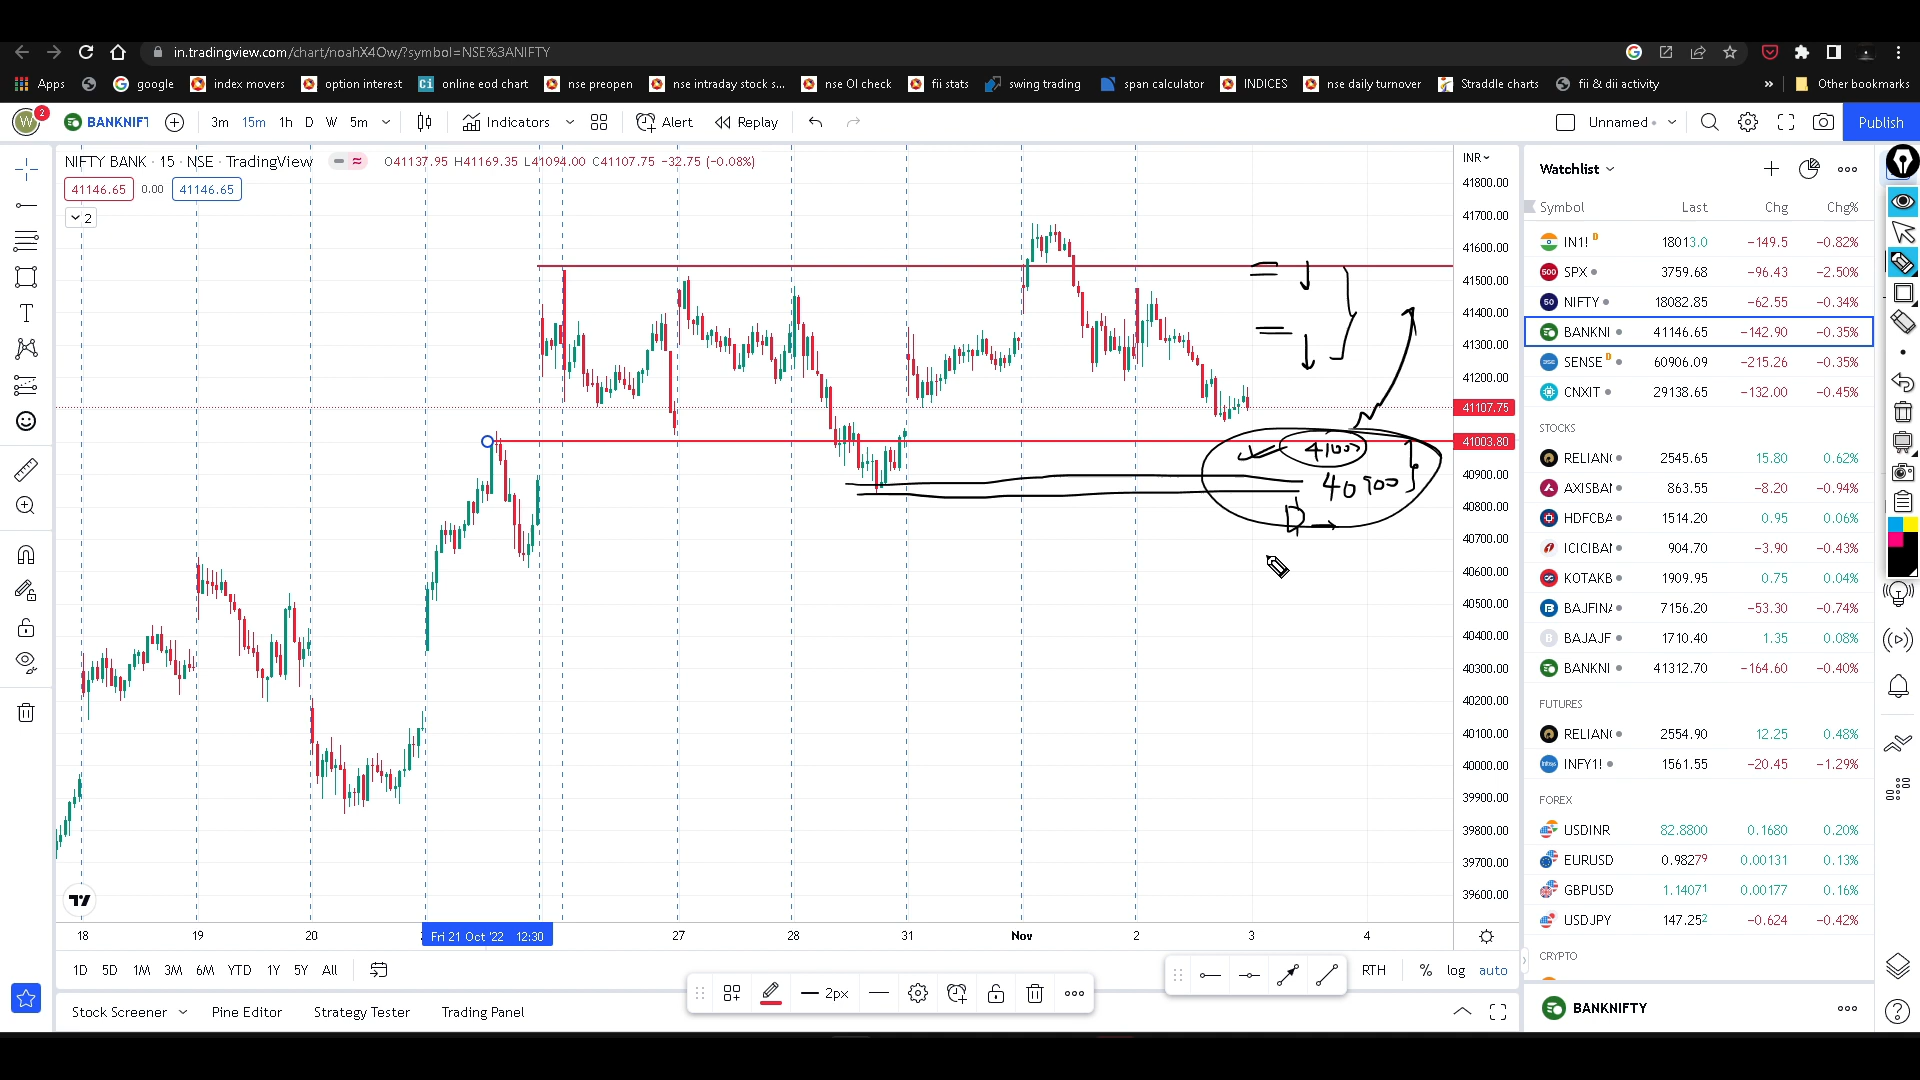 in.tradingview.com/chart/noahX4Ow/?symbol=NSE%3ANIFTY
Apps google index movers option interest Ci online eod chart nse preopen nse intraday stock s... nse OI check fii stats swing trading span calculator INDICES nse daily turnover Straddle charts fii & dii activity » Other bookmarks
W 2 BANKNIFT 3m 15m 1h D W 5m Indicators Alert Replay Unnamed Publish
NIFTY BANK · 15 · NSE · TradingView O41137.95 H41169.35 L41094.00 C41107.75 −32.75 (−0.08%)
41146.65 0.00 41146.65
2
INR
41800.00
41700.00
41600.00
41500.00
41400.00
41300.00
41200.00
41107.75
41003.80
40900.00
40800.00
40700.00
40600.00
40500.00
40400.00
40300.00
40200.00
40100.00
40000.00
39900.00
39800.00
39700.00
39600.00
41000
40900
D
18 19 20 Fri 21 Oct '22 12:30 27 28 31 Nov 2 3 4
1D 5D 1M 3M 6M YTD 1Y 5Y All RTH % log auto
2px
Stock Screener Pine Editor Strategy Tester Trading Panel
Watchlist
Symbol Last Chg Chg%
IN1! D 18013.0 −149.5 −0.82%
500 SPX 3759.68 −96.43 −2.50%
50 NIFTY 18082.85 −62.55 −0.34%
BANKNI 41146.65 −142.90 −0.35%
SENSE D 60906.09 −215.26 −0.35%
CNXIT 29138.65 −132.00 −0.45%
STOCKS
RELIAN 2545.65 15.80 0.62%
AXISBA 863.55 −8.20 −0.94%
HDFCBA 1514.20 0.95 0.06%
ICICIBA 904.70 −3.90 −0.43%
KOTAKB 1909.95 0.75 0.04%
BAJFIN 7156.20 −53.30 −0.74%
BAJAJF 1710.40 1.35 0.08%
BANKNI 41312.70 −164.60 −0.40%
FUTURES
RELIAN 2554.90 12.25 0.48%
INFY1! 1561.55 −20.45 −1.29%
FOREX
USDINR 82.8800 0.1680 0.20%
EURUSD 0.98279 0.00131 0.13%
GBPUSD 1.14071 0.00177 0.16%
USDJPY 147.252 −0.624 −0.42%
CRYPTO
BANKNIFTY